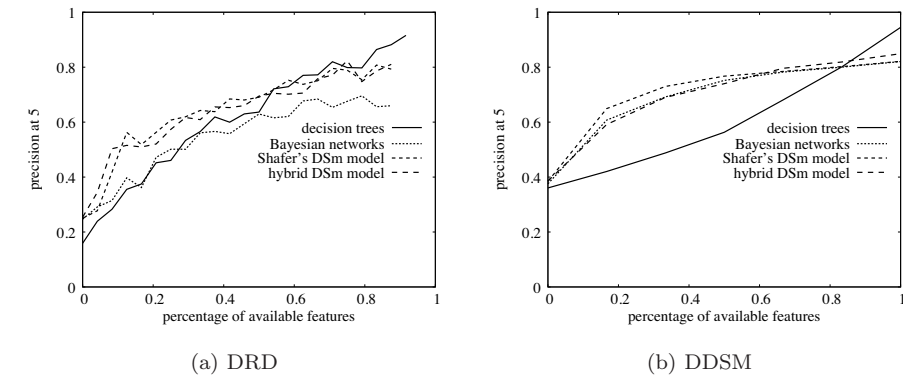 1
0.8
0.6
0.4
0.2
0
precision at 5
decision trees
Bayesian networks
Shafer's DSm model
hybrid DSm model
0 0.2 0.4 0.6 0.8 1
percentage of available features
(a) DRD
1
0.8
0.6
0.4
0.2
0
precision at 5
decision trees
Bayesian networks
Shafer's DSm model
hybrid DSm model
0 0.2 0.4 0.6 0.8 1
percentage of available features
(b) DDSM